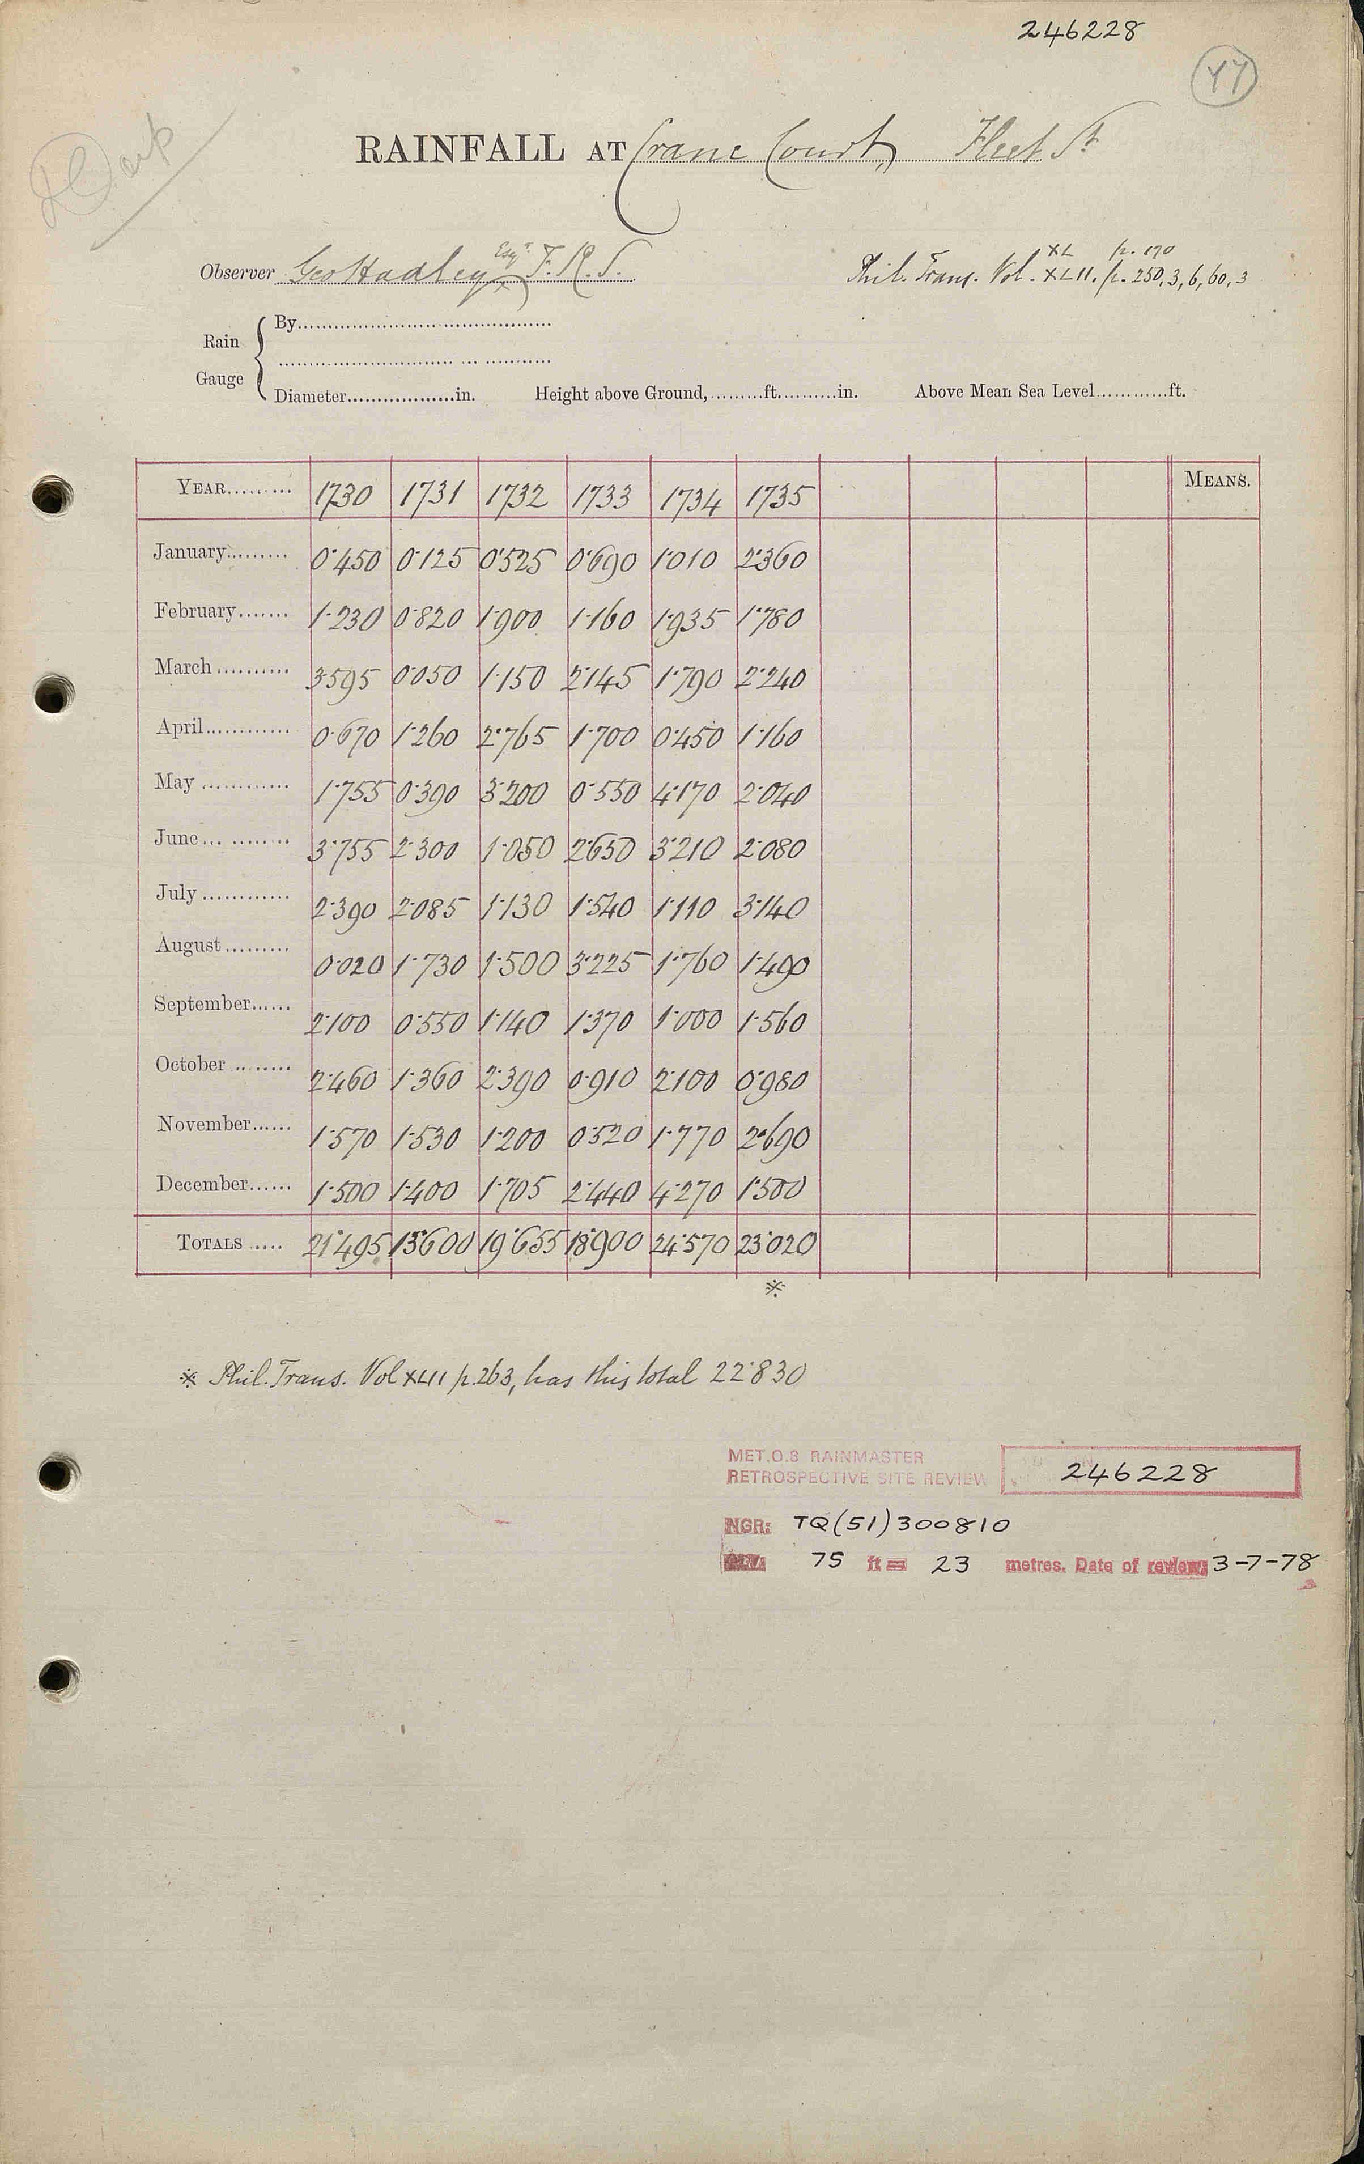 246228
47
RAINFALL AT Crane Court, Fleet St
Observer Geo Hadley Esqr. F.R.S.
XL p. 170
Phil. Trans. Vol. XLII. p. 250, 3, 6, 60, 3
Rain Gauge
By
Diameter in. Height above Ground, ft. in. Above Mean Sea Level ft.
YEAR 1730 1731 1732 1733 1734 1735 MEANS.
January 0.450 0.125 0.525 0.690 1.010 2.360
February 1.230 0.820 1.900 1.160 1.935 1.780
March 3.595 0.050 1.150 2.145 1.790 2.240
April 0.670 1.260 2.765 1.700 0.450 1.160
May 1.755 0.390 3.200 0.550 4.170 2.040
June 3.755 2.300 1.050 2.650 3.210 2.080
July 2.390 2.085 1.130 1.540 1.110 3.140
August 0.020 1.730 1.500 3.225 1.760 1.490
September 2.100 0.550 1.140 1.370 1.000 1.560
October 2.460 1.360 2.390 0.910 2.100 0.980
November 1.570 1.530 1.200 0.520 1.770 2.690
December 1.500 1.400 1.705 2.440 4.270 1.500
TOTALS 21.495 13.600 19.655 18.900 24.570 23.020
※
※ Phil. Trans. Vol XLII p. 263, has this total 22.830
MET.O.8 RAINMASTER
RETROSPECTIVE SITE REVIEW 246228
NGR: TQ(51)300810
75 ft = 23 metres. Date of review 3-7-78